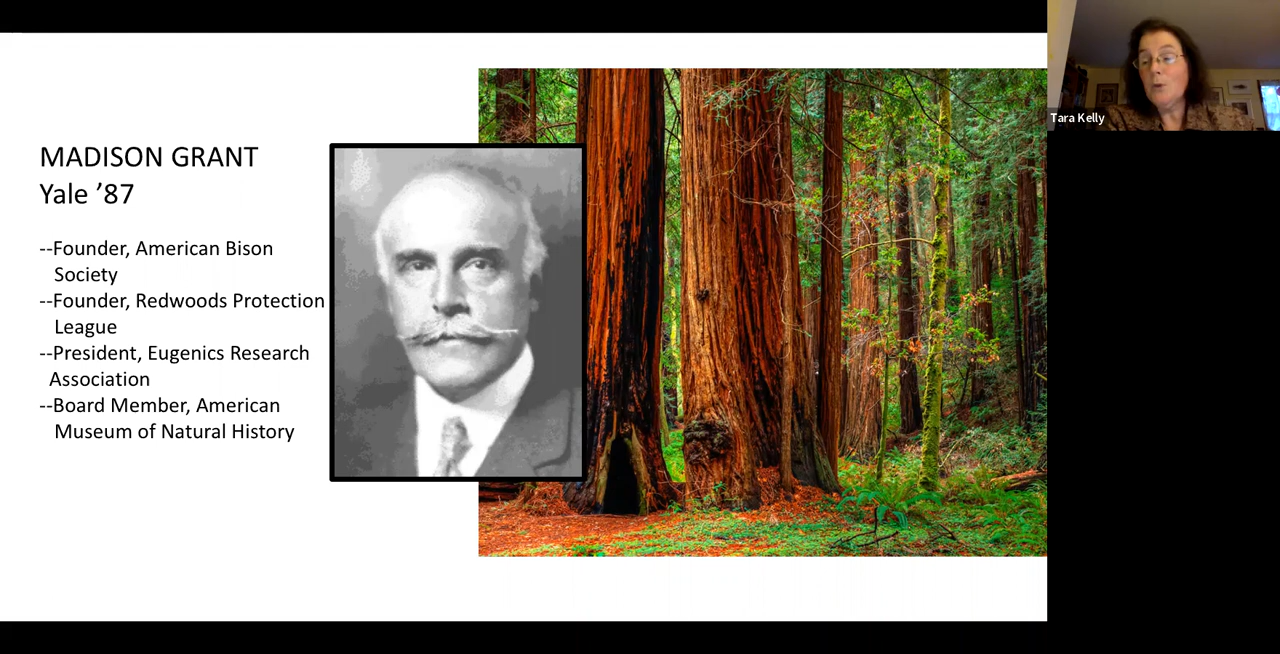 MADISON GRANT
Yale ’87
--Founder, American Bison
Society
--Founder, Redwoods Protection
League
--President, Eugenics Research
Association
--Board Member, American
Museum of Natural History
Tara Kelly